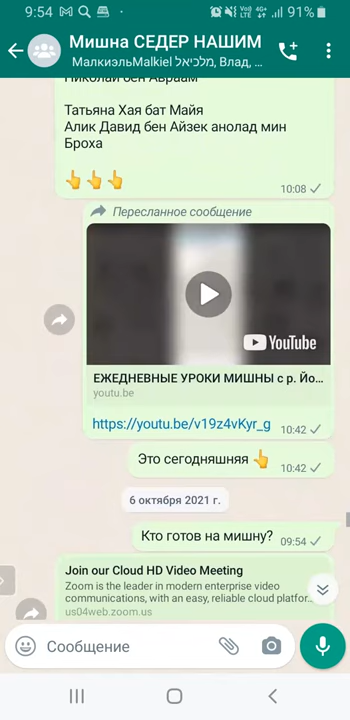 9:54
91%
Мишна СЕДЕР НАШИМ
МалкиэльMalkiel מלכיאל, Влад, ...
Николай бен Авраам
Татьяна Хая бат Майя
Алик Давид бен Айзек анолад мин
Броха
👆👆👆
10:08
Пересланное сообщение
YouTube
ЕЖЕДНЕВНЫЕ УРОКИ МИШНЫ с р. Йо...
youtu.be
https://youtu.be/v19z4vKyr_g
10:42
Это сегодняшняя 👆
10:42
6 октября 2021 г.
Кто готов на мишну?
09:54
Join our Cloud HD Video Meeting
Zoom is the leader in modern enterprise video
communications, with an easy, reliable cloud platfor...
us04web.zoom.us
Сообщение